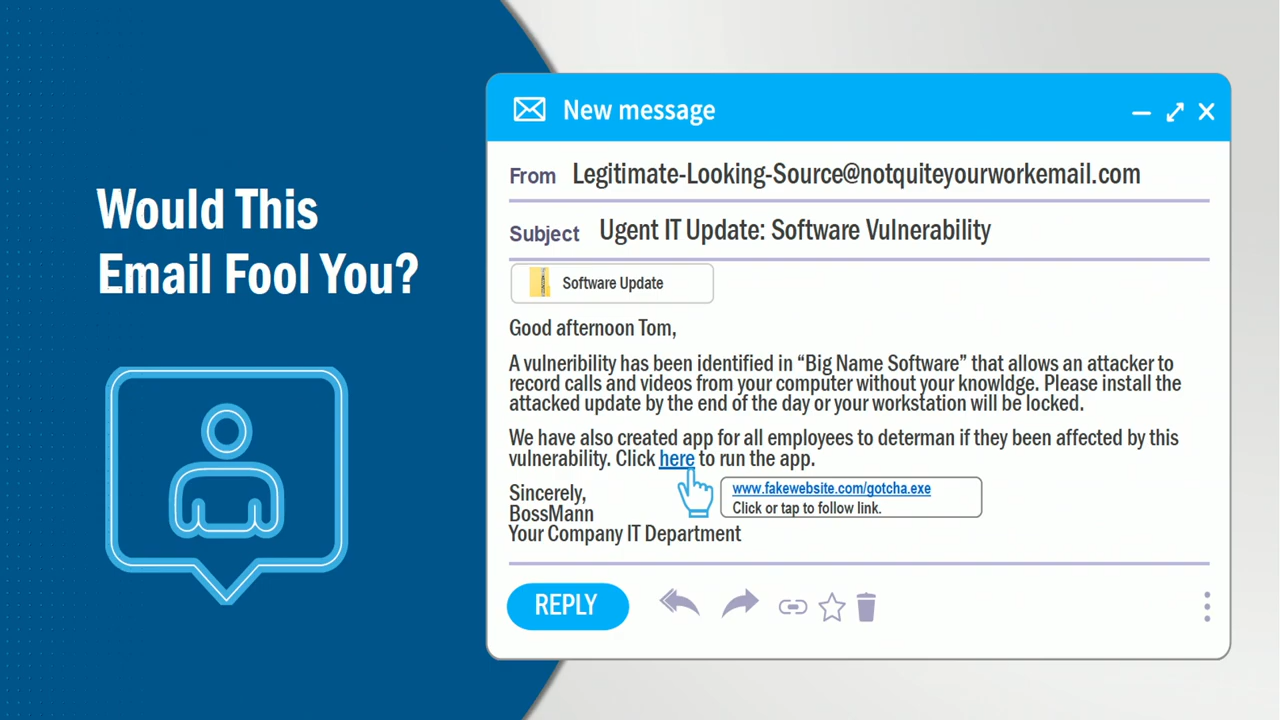 Would This
Email Fool You?
New message
From Legitimate-Looking-Source@notquiteyourworkemail.com
Subject Ugent IT Update: Software Vulnerability
Software Update
Good afternoon Tom,
A vulneribility has been identified in “Big Name Software” that allows an attacker to
record calls and videos from your computer without your knowldge. Please install the
attacked update by the end of the day or your workstation will be locked.
We have also created app for all employees to determan if they been affected by this
vulnerability. Click here to run the app.
www.fakewebsite.com/gotcha.exe
Click or tap to follow link.
Sincerely,
BossMann
Your Company IT Department
REPLY